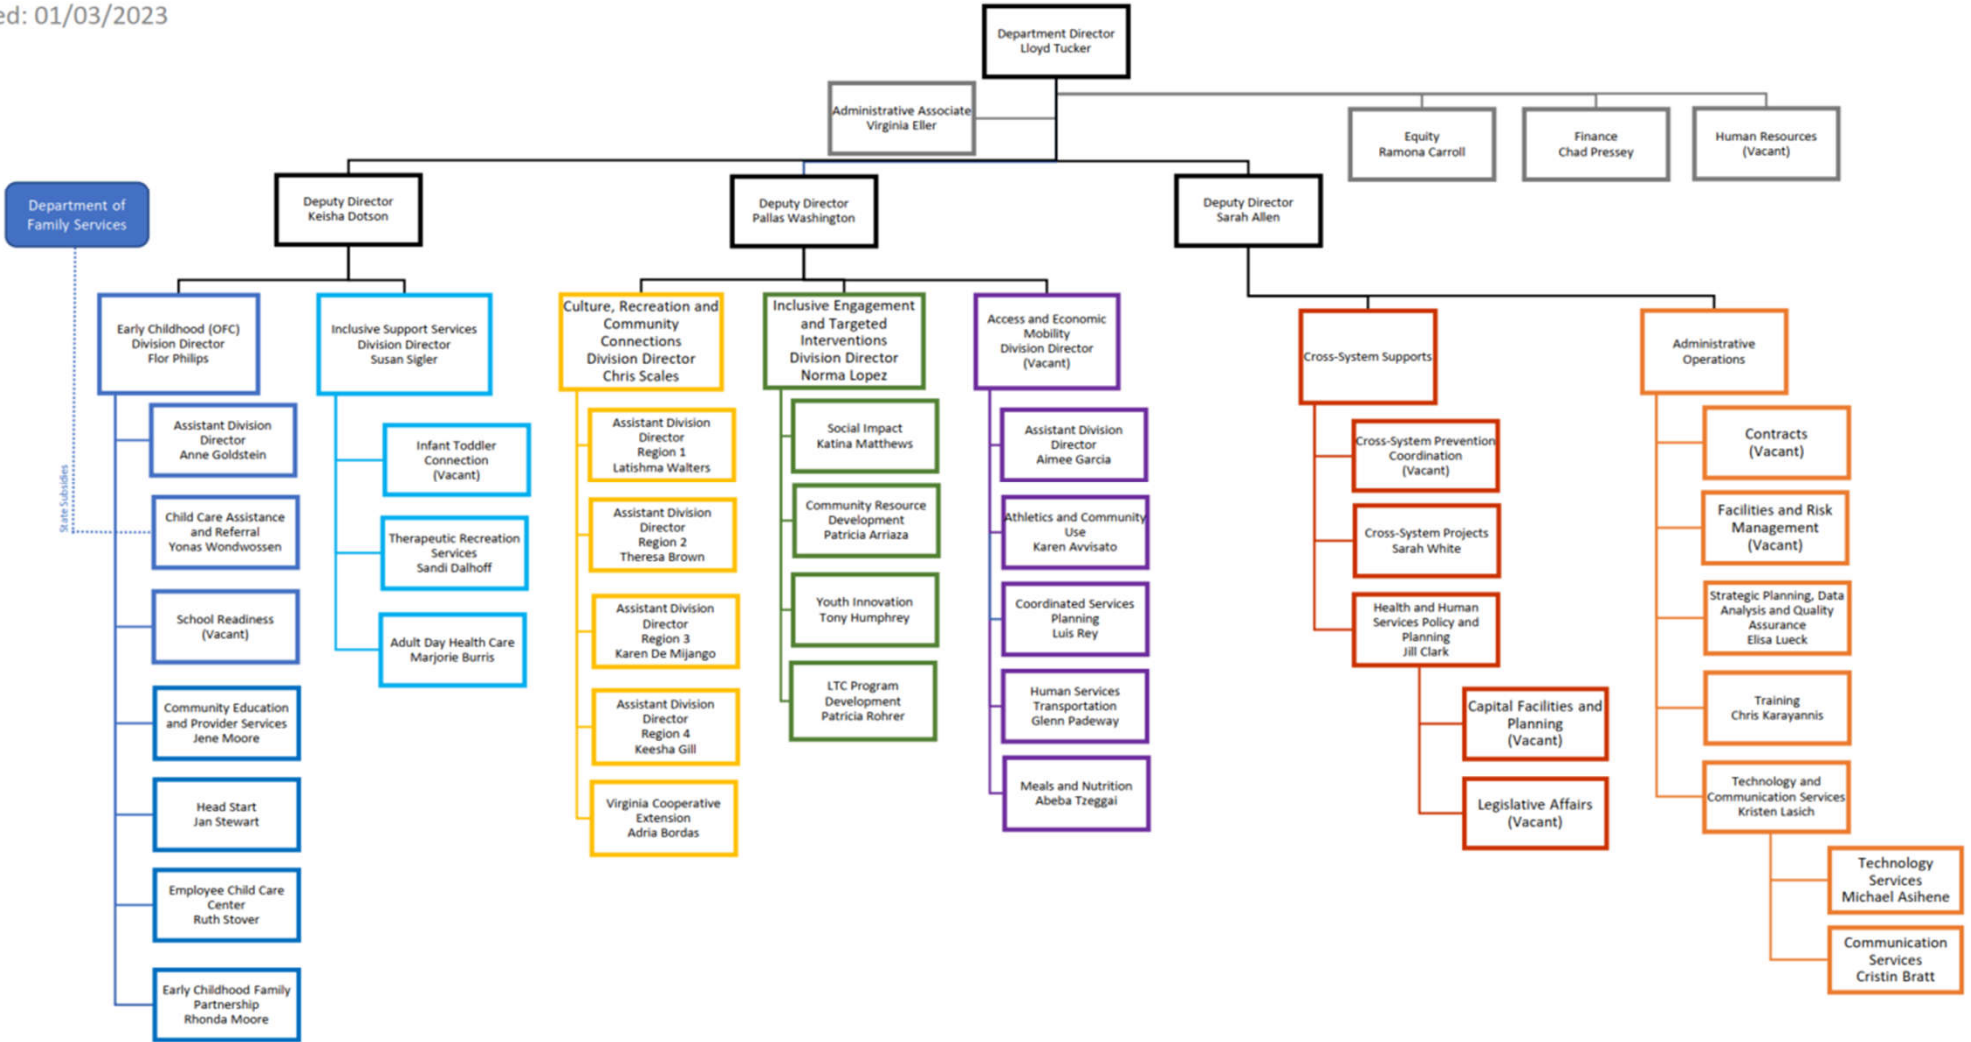 ed: 01/03/2023
Department Director
Lloyd Tucker
Administrative Associate
Virginia Eller
Equity
Ramona Carroll
Finance
Chad Pressey
Human Resources
(Vacant)
Department of
Family Services
Deputy Director
Keisha Dotson
Deputy Director
Pallas Washington
Deputy Director
Sarah Allen
State Subsidies
Early Childhood (OFC)
Division Director
Flor Philips
Assistant Division
Director
Anne Goldstein
Child Care Assistance
and Referral
Yonas Wondwossen
School Readiness
(Vacant)
Community Education
and Provider Services
Jene Moore
Head Start
Jan Stewart
Employee Child Care
Center
Ruth Stover
Early Childhood Family
Partnership
Rhonda Moore
Inclusive Support Services
Division Director
Susan Sigler
Infant Toddler
Connection
(Vacant)
Therapeutic Recreation
Services
Sandi Dalhoff
Adult Day Health Care
Marjorie Burris
Culture, Recreation and
Community
Connections
Division Director
Chris Scales
Assistant Division
Director
Region 1
Latishma Walters
Assistant Division
Director
Region 2
Theresa Brown
Assistant Division
Director
Region 3
Karen De Mijango
Assistant Division
Director
Region 4
Keesha Gill
Virginia Cooperative
Extension
Adria Bordas
Inclusive Engagement
and Targeted
Interventions
Division Director
Norma Lopez
Social Impact
Katina Matthews
Community Resource
Development
Patricia Arriaza
Youth Innovation
Tony Humphrey
LTC Program
Development
Patricia Rohrer
Access and Economic
Mobility
Division Director
(Vacant)
Assistant Division
Director
Aimee Garcia
Athletics and Community
Use
Karen Avvisato
Coordinated Services
Planning
Luis Rey
Human Services
Transportation
Glenn Padeway
Meals and Nutrition
Abeba Tzeggai
Cross-System Supports
Cross-System Prevention
Coordination
(Vacant)
Cross-System Projects
Sarah White
Health and Human
Services Policy and
Planning
Jill Clark
Capital Facilities and
Planning
(Vacant)
Legislative Affairs
(Vacant)
Administrative
Operations
Contracts
(Vacant)
Facilities and Risk
Management
(Vacant)
Strategic Planning, Data
Analysis and Quality
Assurance
Elisa Lueck
Training
Chris Karayannis
Technology and
Communication Services
Kristen Lasich
Technology
Services
Michael Asihene
Communication
Services
Cristin Bratt